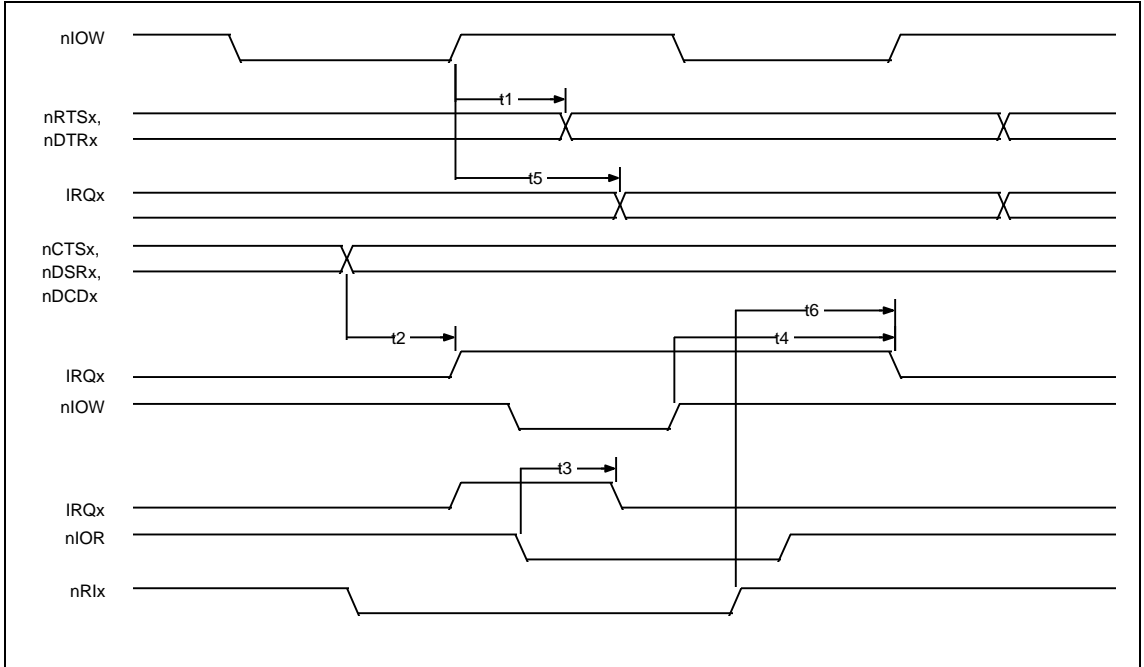 nIOW
t1
nRTSx,
nDTRx
t5
IRQx
nCTSx,
nDSRx,
nDCDx
t6
t2
t4
IRQx
nIOW
t3
IRQx
nIOR
nRIx